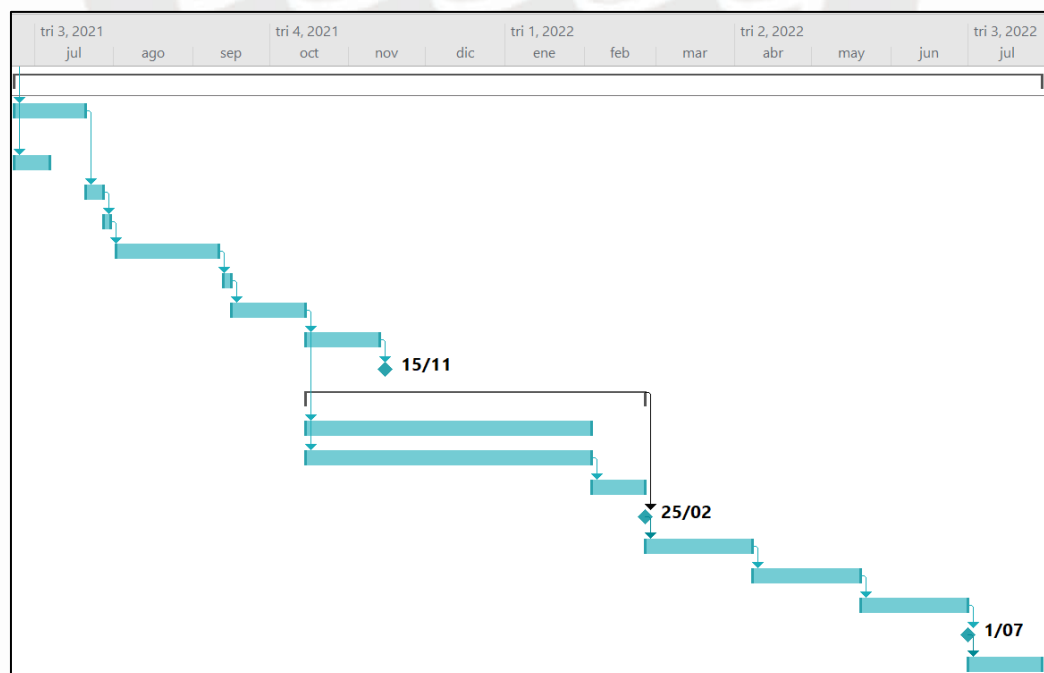 tri 3, 2021 tri 4, 2021 tri 1, 2022 tri 2, 2022 tri 3, 2022
jul ago sep oct nov dic ene feb mar abr may jun jul
15/11
25/02
1/07